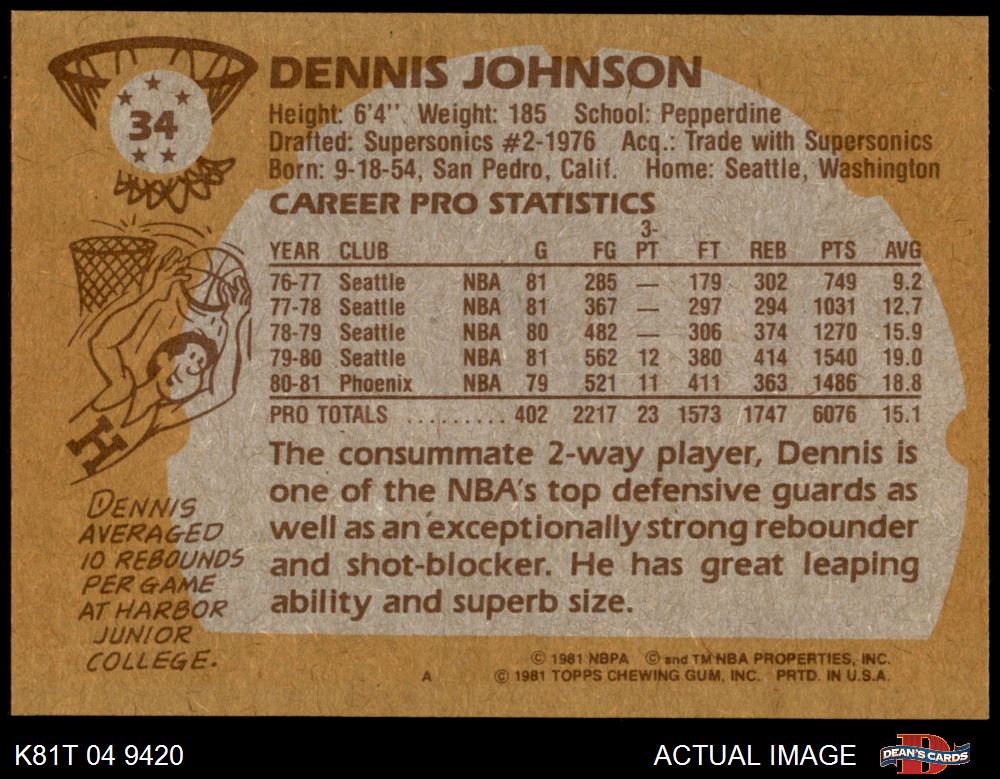 34
DENNIS JOHNSON
Height: 6'4'' Weight: 185 School: Pepperdine
Drafted: Supersonics #2-1976 Acq.: Trade with Supersonics
Born: 9-18-54, San Pedro, Calif. Home: Seattle, Washington
CAREER PRO STATISTICS
YEAR CLUB G FG 3-PT FT REB PTS AVG
76-77 Seattle NBA 81 285 — 179 302 749 9.2
77-78 Seattle NBA 81 367 — 297 294 1031 12.7
78-79 Seattle NBA 80 482 — 306 374 1270 15.9
79-80 Seattle NBA 81 562 12 380 414 1540 19.0
80-81 Phoenix NBA 79 521 11 411 363 1486 18.8
PRO TOTALS ......... 402 2217 23 1573 1747 6076 15.1
The consummate 2-way player, Dennis is
one of the NBA's top defensive guards as
well as an exceptionally strong rebounder
and shot-blocker. He has great leaping
ability and superb size.
DENNIS
AVERAGED
10 REBOUNDS
PER GAME
AT HARBOR
JUNIOR
COLLEGE.
H
© 1981 NBPA © and TM NBA PROPERTIES, INC.
A © 1981 TOPPS CHEWING GUM, INC. PRTD. IN U.S.A.
K81T 04 9420 ACTUAL IMAGE
D
DEAN'S CARDS